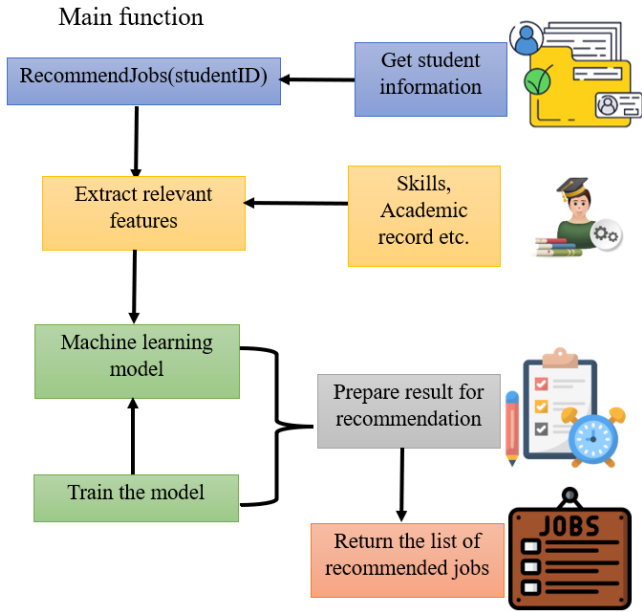 Main function
RecommendJobs(studentID)
Get student
information
Extract relevant
features
Skills,
Academic
record etc.
Machine learning
model
Prepare result for
recommendation
Train the model
Return the list of
recommended jobs
JOBS